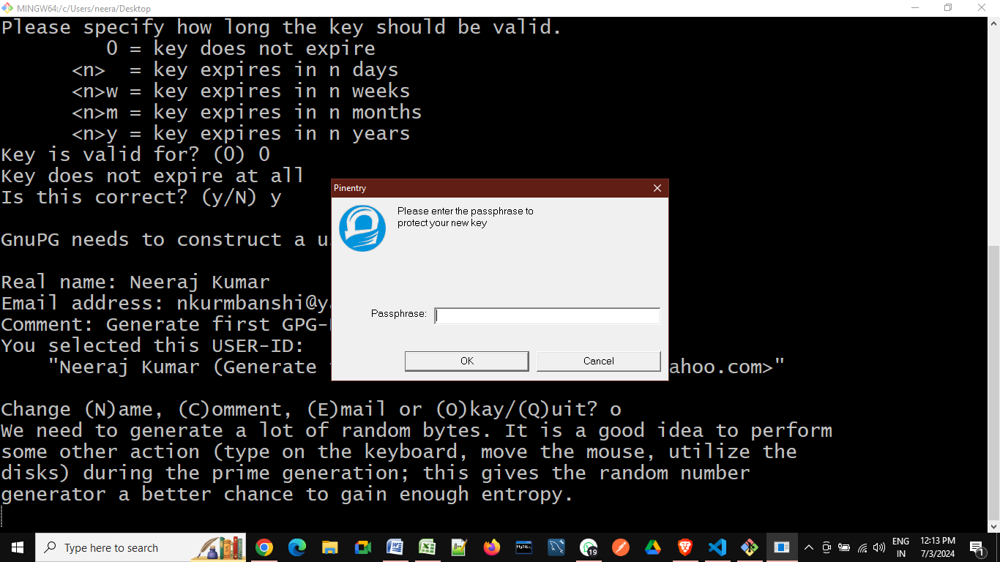 MINGW64:/c/Users/neera/Desktop
Please specify how long the key should be valid.
0 = key does not expire
<n>  = key expires in n days
<n>w = key expires in n weeks
<n>m = key expires in n months
<n>y = key expires in n years
Key is valid for? (0) 0
Key does not expire at all
Is this correct? (y/N) y
GnuPG needs to construct a
Real name: Neeraj Kumar
Email address: nkurmbanshi@y
Comment: Generate first GPG-
You selected this USER-ID:
"Neeraj Kumar (Generate ahoo.com>"
Pinentry
Please enter the passphrase to
protect your new key
Passphrase:
OK Cancel
Change (N)ame, (C)omment, (E)mail or (O)kay/(Q)uit? o
We need to generate a lot of random bytes. It is a good idea to perform
some other action (type on the keyboard, move the mouse, utilize the
disks) during the prime generation; this gives the random number
generator a better chance to gain enough entropy.
Type here to search
MySQL
19
ENG
IN
12:13 PM
7/3/2024
1